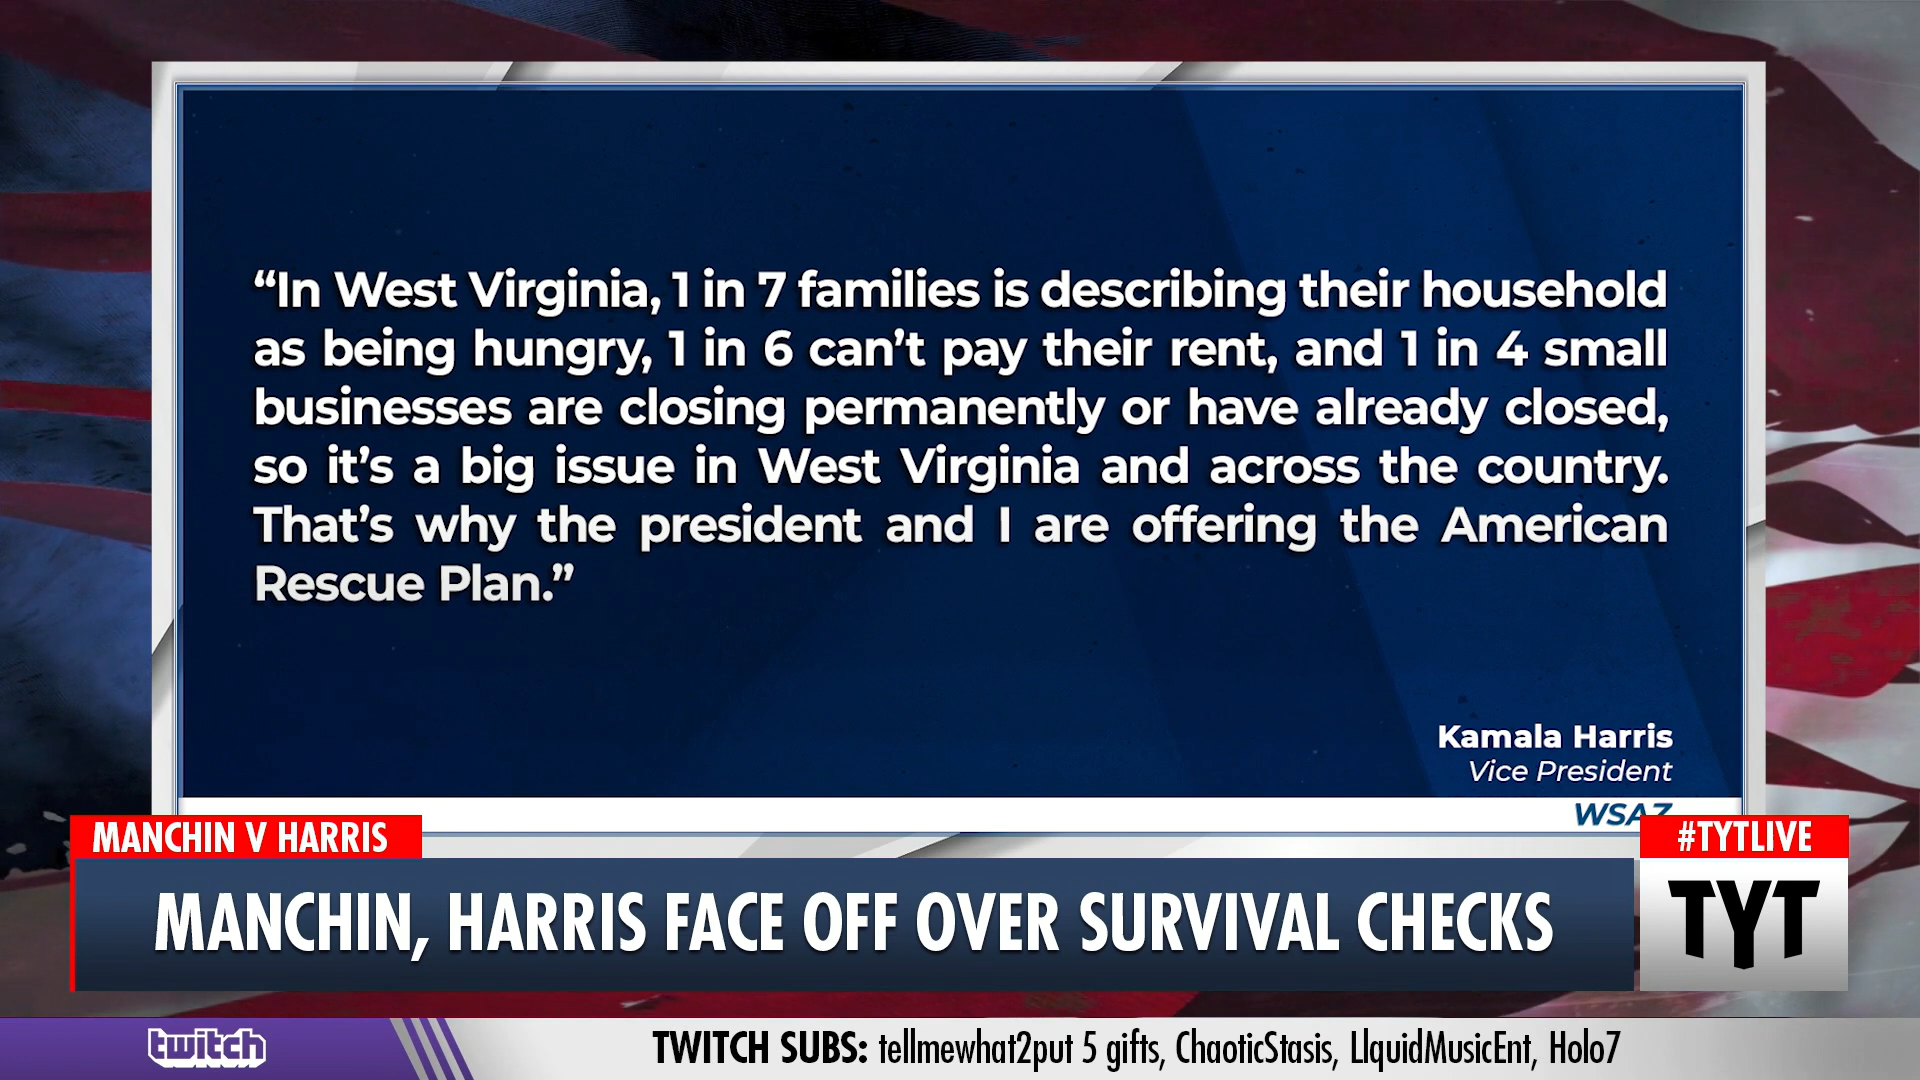 “In West Virginia, 1 in 7 families is describing their household
as being hungry, 1 in 6 can’t pay their rent, and 1 in 4 small
businesses are closing permanently or have already closed,
so it’s a big issue in West Virginia and across the country.
That’s why the president and I are offering the American
Rescue Plan.”
Kamala Harris
Vice President
WSAZ
MANCHIN V HARRIS
#TYTLIVE
MANCHIN, HARRIS FACE OFF OVER SURVIVAL CHECKS
TYT
twitch
TWITCH SUBS: tellmewhat2put 5 gifts, ChaoticStasis, LlquidMusicEnt, Holo7